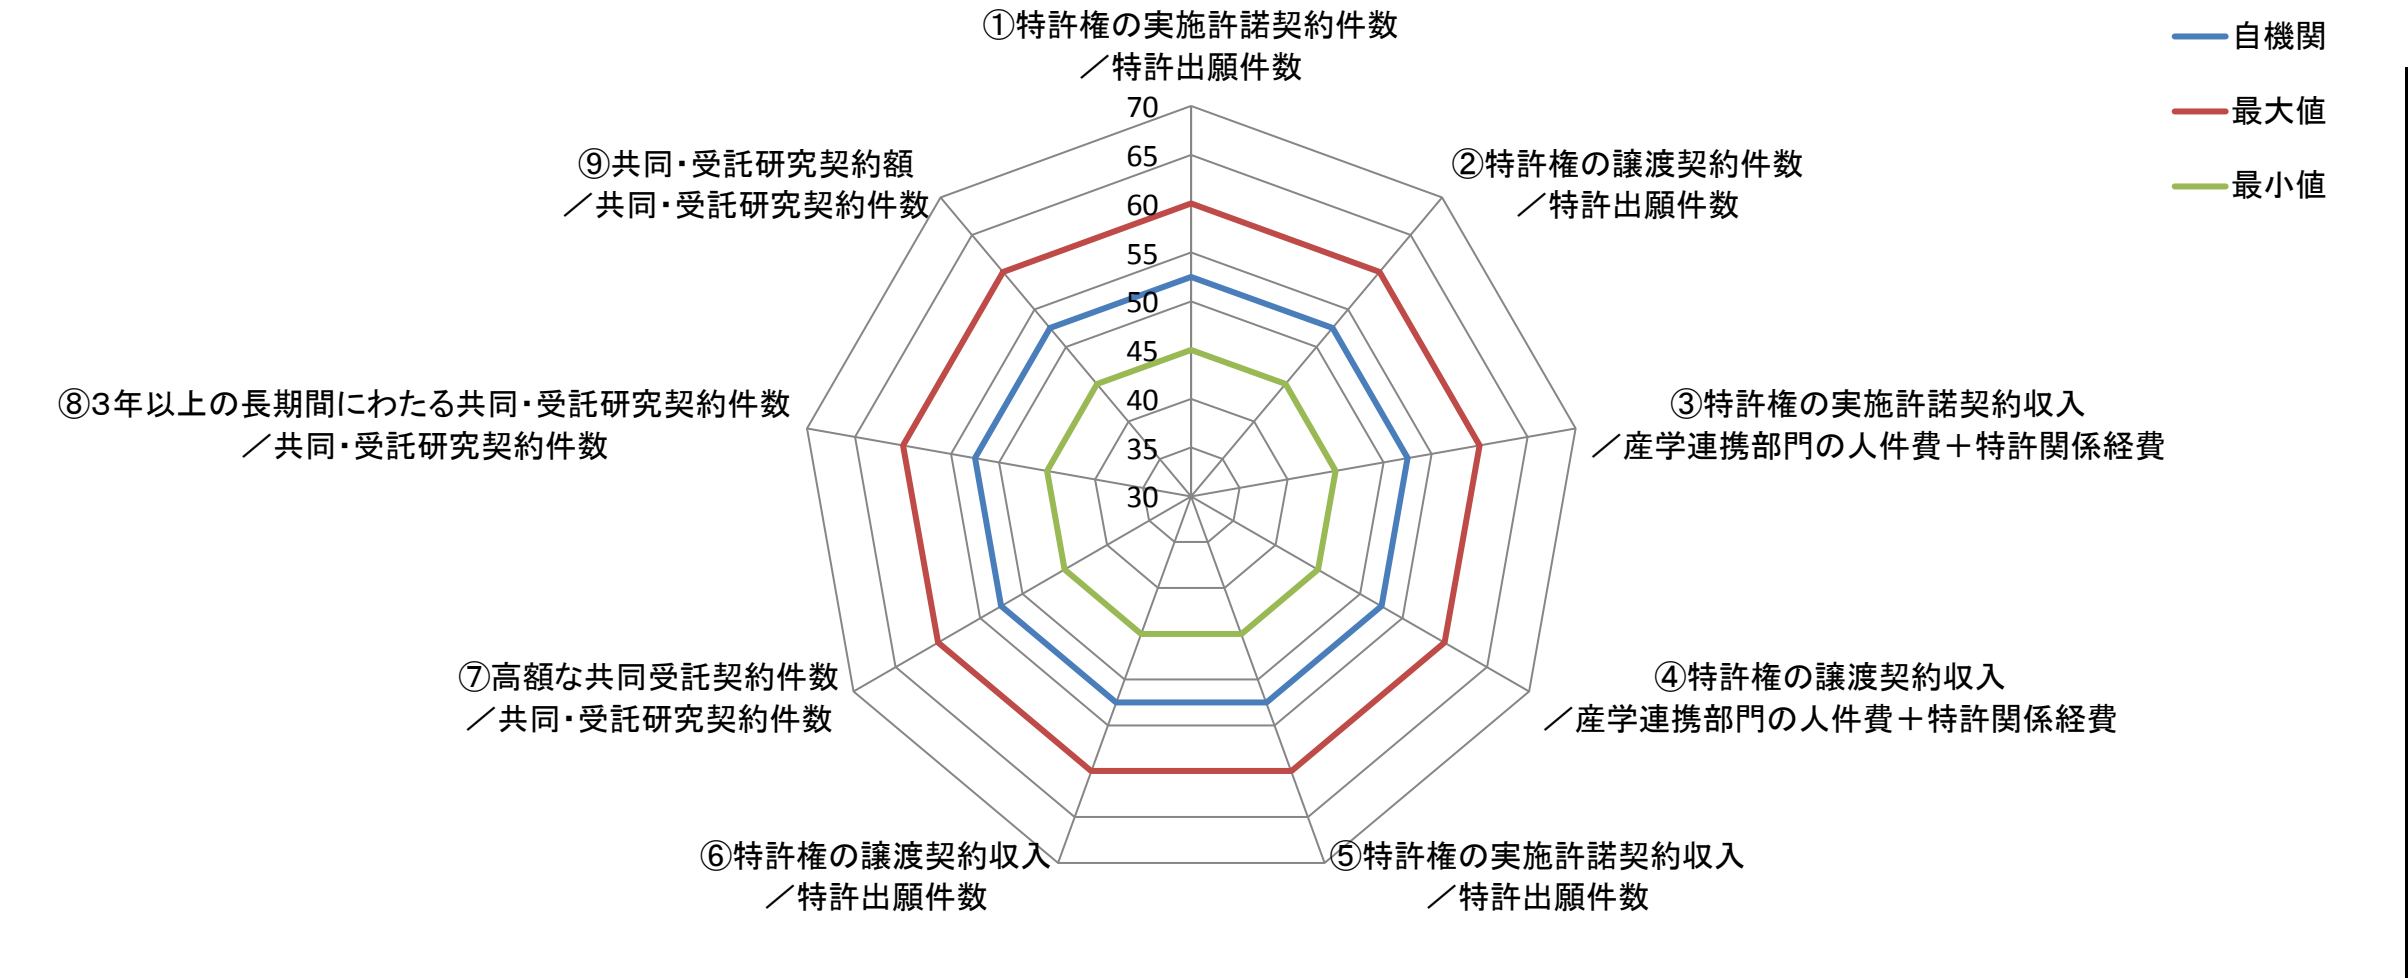 ①特許権の実施許諾契約件数
／特許出願件数
自機関
最大値
最小値
70
65
60
55
50
45
40
35
30
②特許権の譲渡契約件数
／特許出願件数
③特許権の実施許諾契約収入
／産学連携部門の人件費＋特許関係経費
④特許権の譲渡契約収入
／産学連携部門の人件費＋特許関係経費
⑤特許権の実施許諾契約収入
／特許出願件数
⑥特許権の譲渡契約収入
／特許出願件数
⑦高額な共同受託契約件数
／共同・受託研究契約件数
⑧３年以上の長期間にわたる共同・受託研究契約件数
／共同・受託研究契約件数
⑨共同・受託研究契約額
／共同・受託研究契約件数